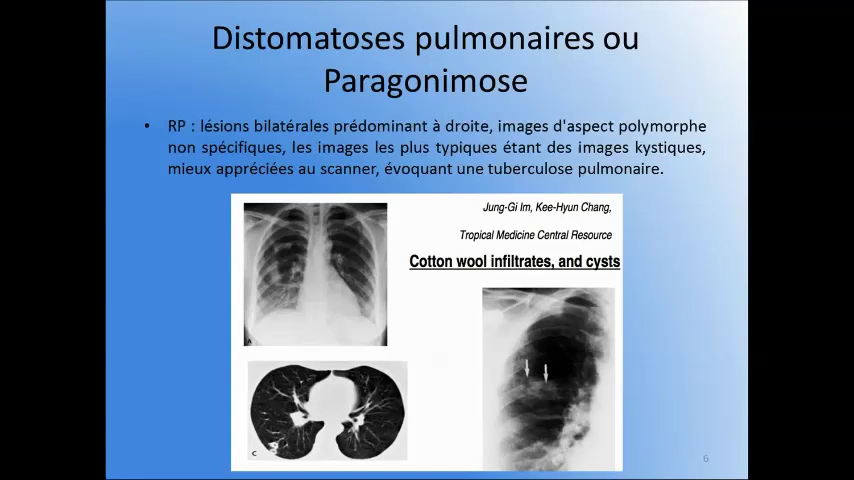 Distomatoses pulmonaires ou
Paragonimose
• RP : lésions bilatérales prédominant à droite, images d'aspect polymorphe
non spécifiques, les images les plus typiques étant des images kystiques,
mieux appréciées au scanner, évoquant une tuberculose pulmonaire.
Jung-Gi Im, Kee-Hyun Chang,
Tropical Medicine Central Resource
Cotton wool infiltrates, and cysts
A
C
6